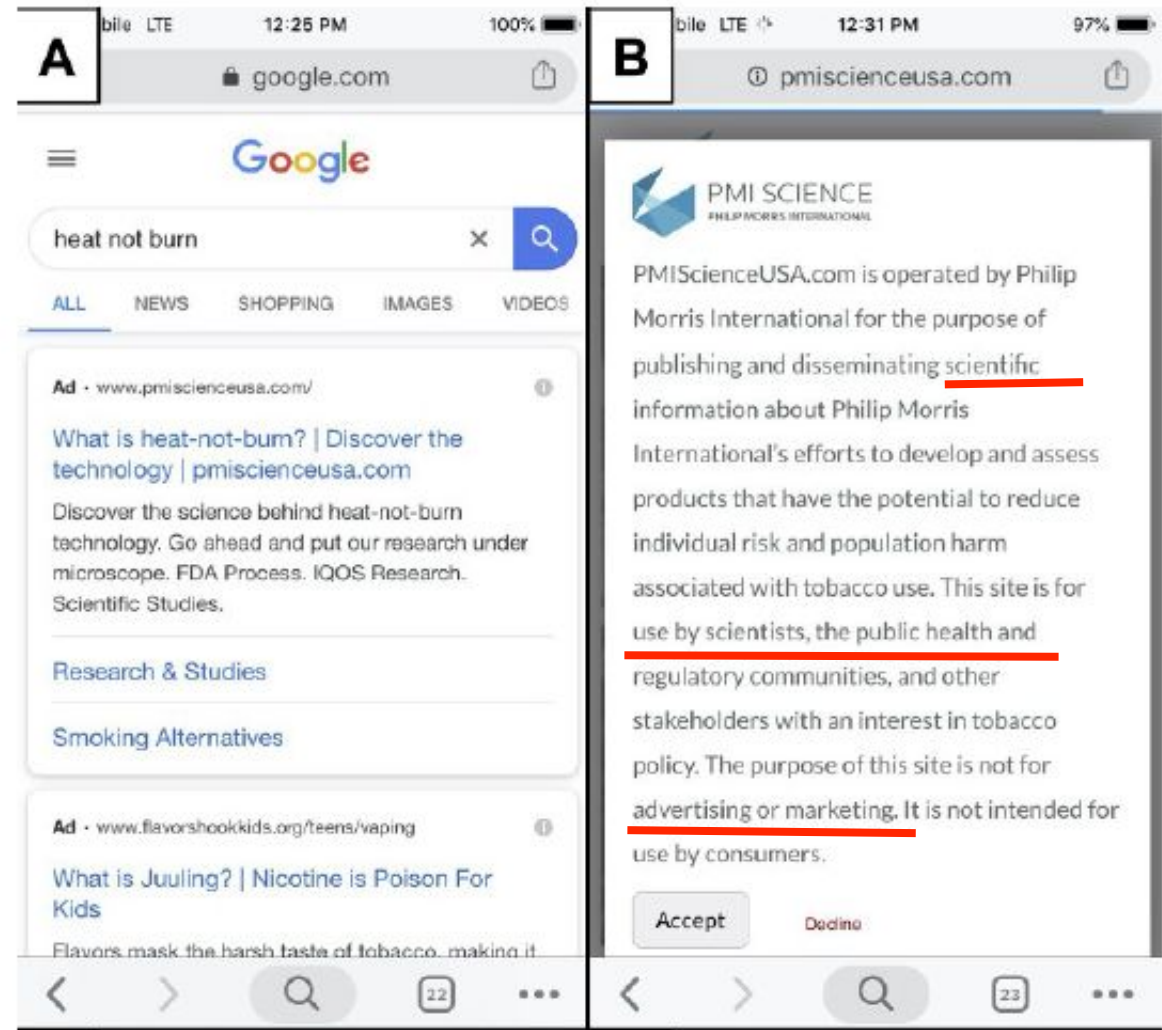 A
bile LTE 12:25 PM 100%
google.com
Google
heat not burn
ALL NEWS SHOPPING IMAGES VIDEOS
Ad · www.pmiscienceusa.com/
What is heat-not-burn? | Discover the
technology | pmiscienceusa.com
Discover the science behind heat-not-burn
technology. Go ahead and put our research under
microscope. FDA Process. IQOS Research.
Scientific Studies.
Research & Studies
Smoking Alternatives
Ad · www.flavorshookkids.org/teens/vaping
What is Juuling? | Nicotine is Poison For
Kids
Flavors mask the harsh taste of tobacco, making it
22
B
bile LTE 12:31 PM 97%
pmiscienceusa.com
PMI SCIENCE
PHILIP MORRIS INTERNATIONAL
PMIScienceUSA.com is operated by Philip
Morris International for the purpose of
publishing and disseminating scientific
information about Philip Morris
International's efforts to develop and assess
products that have the potential to reduce
individual risk and population harm
associated with tobacco use. This site is for
use by scientists, the public health and
regulatory communities, and other
stakeholders with an interest in tobacco
policy. The purpose of this site is not for
advertising or marketing. It is not intended for
use by consumers.
Accept Decline
23